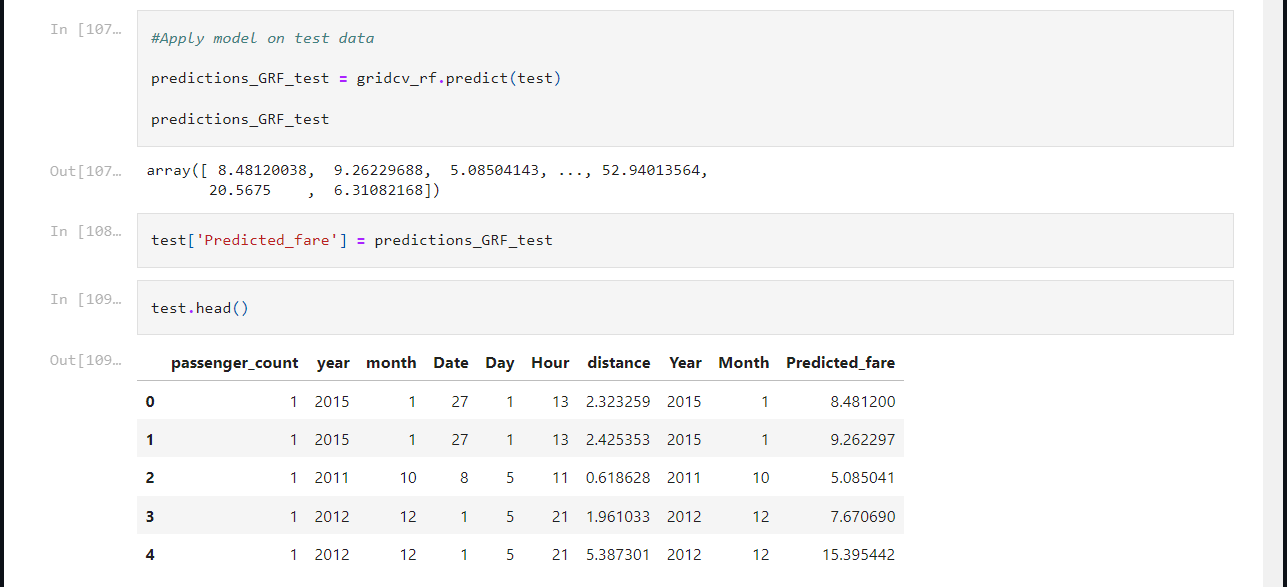 In [107…
#Apply model on test data
predictions_GRF_test = gridcv_rf.predict(test)
predictions_GRF_test
Out[107…
array([ 8.48120038,  9.26229688,  5.08504143, ..., 52.94013564,
       20.5675    ,  6.31082168])
In [108…
test['Predicted_fare'] = predictions_GRF_test
In [109…
test.head()
Out[109…
passenger_count year month Date Day Hour distance Year Month Predicted_fare
0 1 2015 1 27 1 13 2.323259 2015 1 8.481200
1 1 2015 1 27 1 13 2.425353 2015 1 9.262297
2 1 2011 10 8 5 11 0.618628 2011 10 5.085041
3 1 2012 12 1 5 21 1.961033 2012 12 7.670690
4 1 2012 12 1 5 21 5.387301 2012 12 15.395442